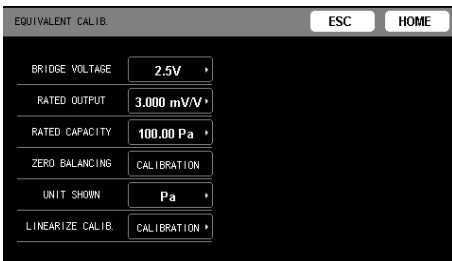 EQUIVALENT CALIB. ESC HOME
BRIDGE VOLTAGE 2.5V
RATED OUTPUT 3.000 mV/V
RATED CAPACITY 100.00 Pa
ZERO BALANCING CALIBRATION
UNIT SHOWN Pa
LINEARIZE CALIB. CALIBRATION